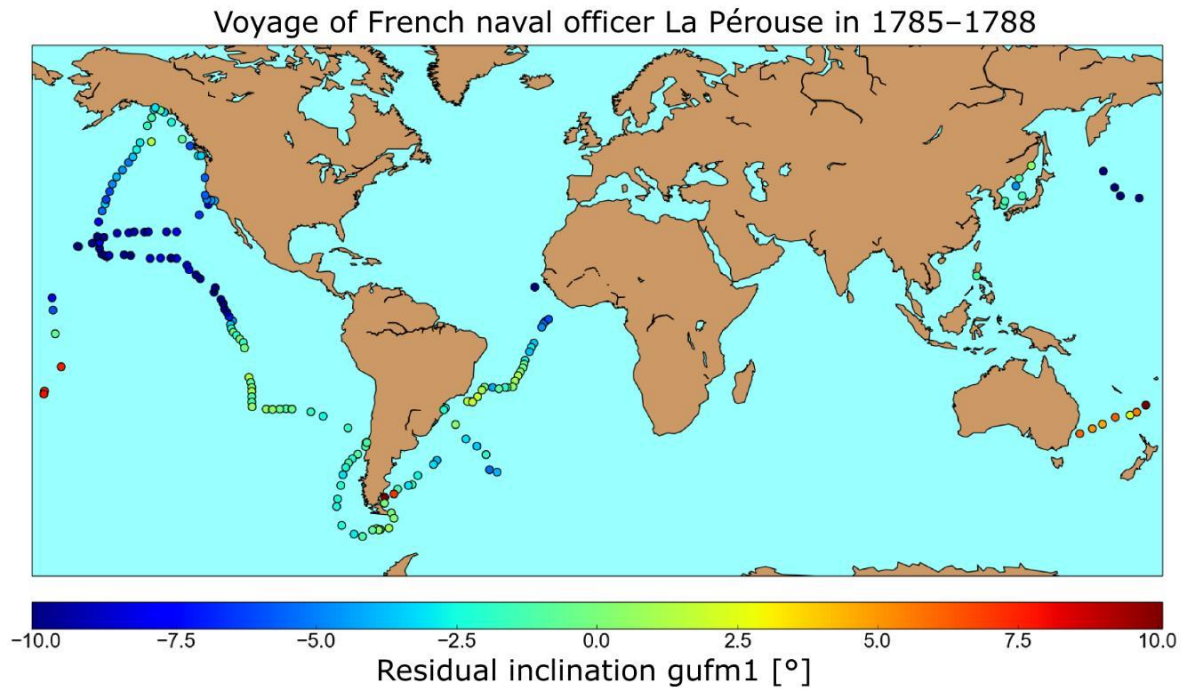 Voyage of French naval officer La Pérouse in 1785–1788
−10.0 −7.5 −5.0 −2.5 0.0 2.5 5.0 7.5 10.0
Residual inclination gufm1 [°]